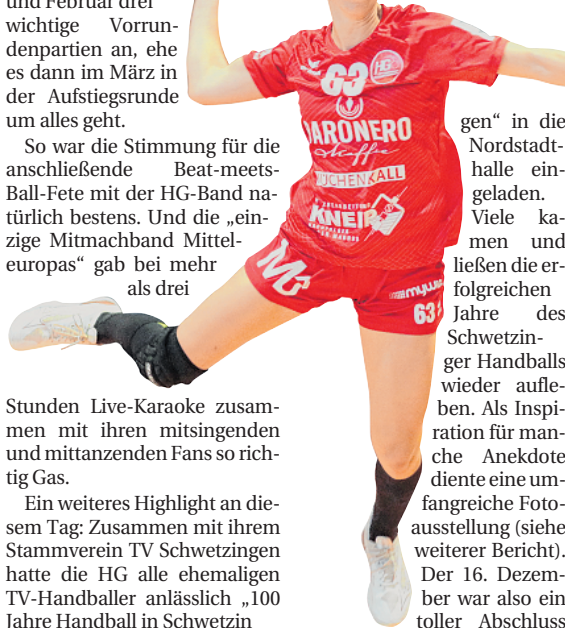 und Februar drei
wichtige Vorrun-
denpartien an, ehe
es dann im März in
der Aufstiegsrunde
um alles geht.
So war die Stimmung für die
anschließende Beat-meets-
Ball-Fete mit der HG-Band na-
türlich bestens. Und die „ein-
zige Mitmachband Mittel-
europas“ gab bei mehr
als drei
Stunden Live-Karaoke zusam-
men mit ihren mitsingenden
und mittanzenden Fans so rich-
tig Gas.
Ein weiteres Highlight an die-
sem Tag: Zusammen mit ihrem
Stammverein TV Schwetzingen
hatte die HG alle ehemaligen
TV-Handballer anlässlich „100
Jahre Handball in Schwetzin
63
HG
BARONERO
Kaffee
KÜCHENKALL
KNEIP
63
gen“ in die
Nordstadt-
halle ein-
geladen.
Viele ka-
men und
ließen die er-
folgreichen
Jahre des
Schwetzin-
ger Handballs
wieder aufle-
ben. Als Inspi-
ration für man-
che Anekdote
diente eine um-
fangreiche Foto-
ausstellung (siehe
weiterer Bericht).
Der 16. Dezem-
ber war also ein
toller Abschluss